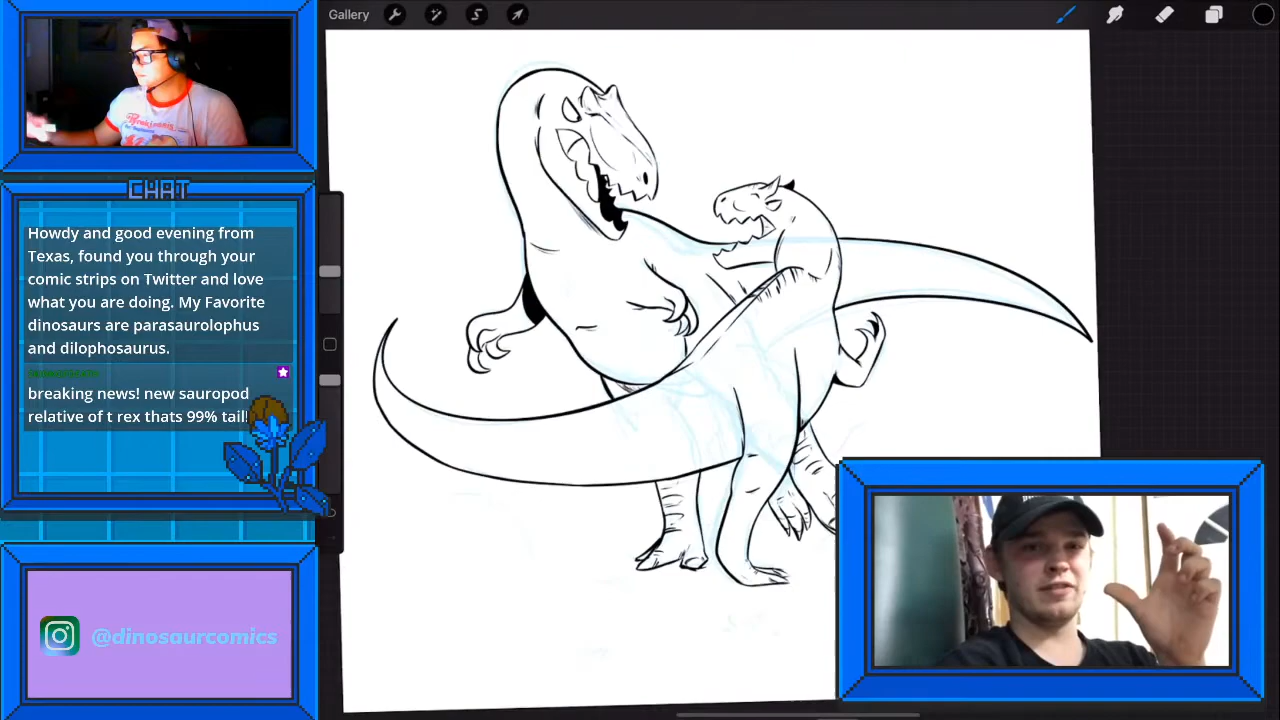 Gallery
CHAT
Howdy and good evening from
Texas, found you through your
comic strips on Twitter and love
what you are doing. My Favorite
dinosaurs are parasaurolophus
and dilophosaurus.
breaking news! new sauropod
relative of t rex thats 99% tail!
@dinosaurcomics